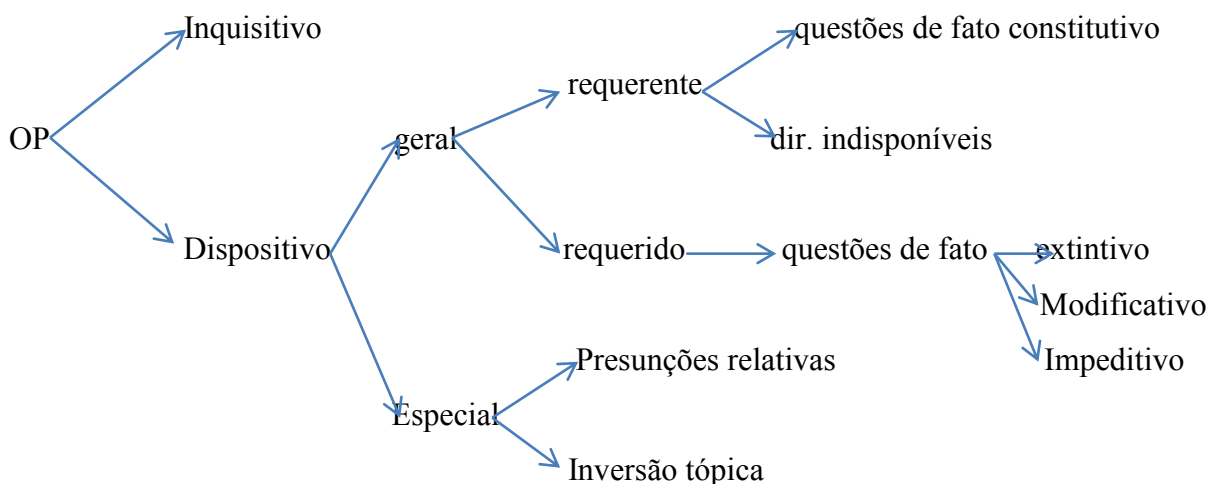 Inquisitivo
questões de fato constitutivo
requerente
OP
geral
dir. indisponíveis
Dispositivo
requerido
questões de fato
extintivo
Modificativo
Presunções relativas
Impeditivo
Especial
Inversão tópica